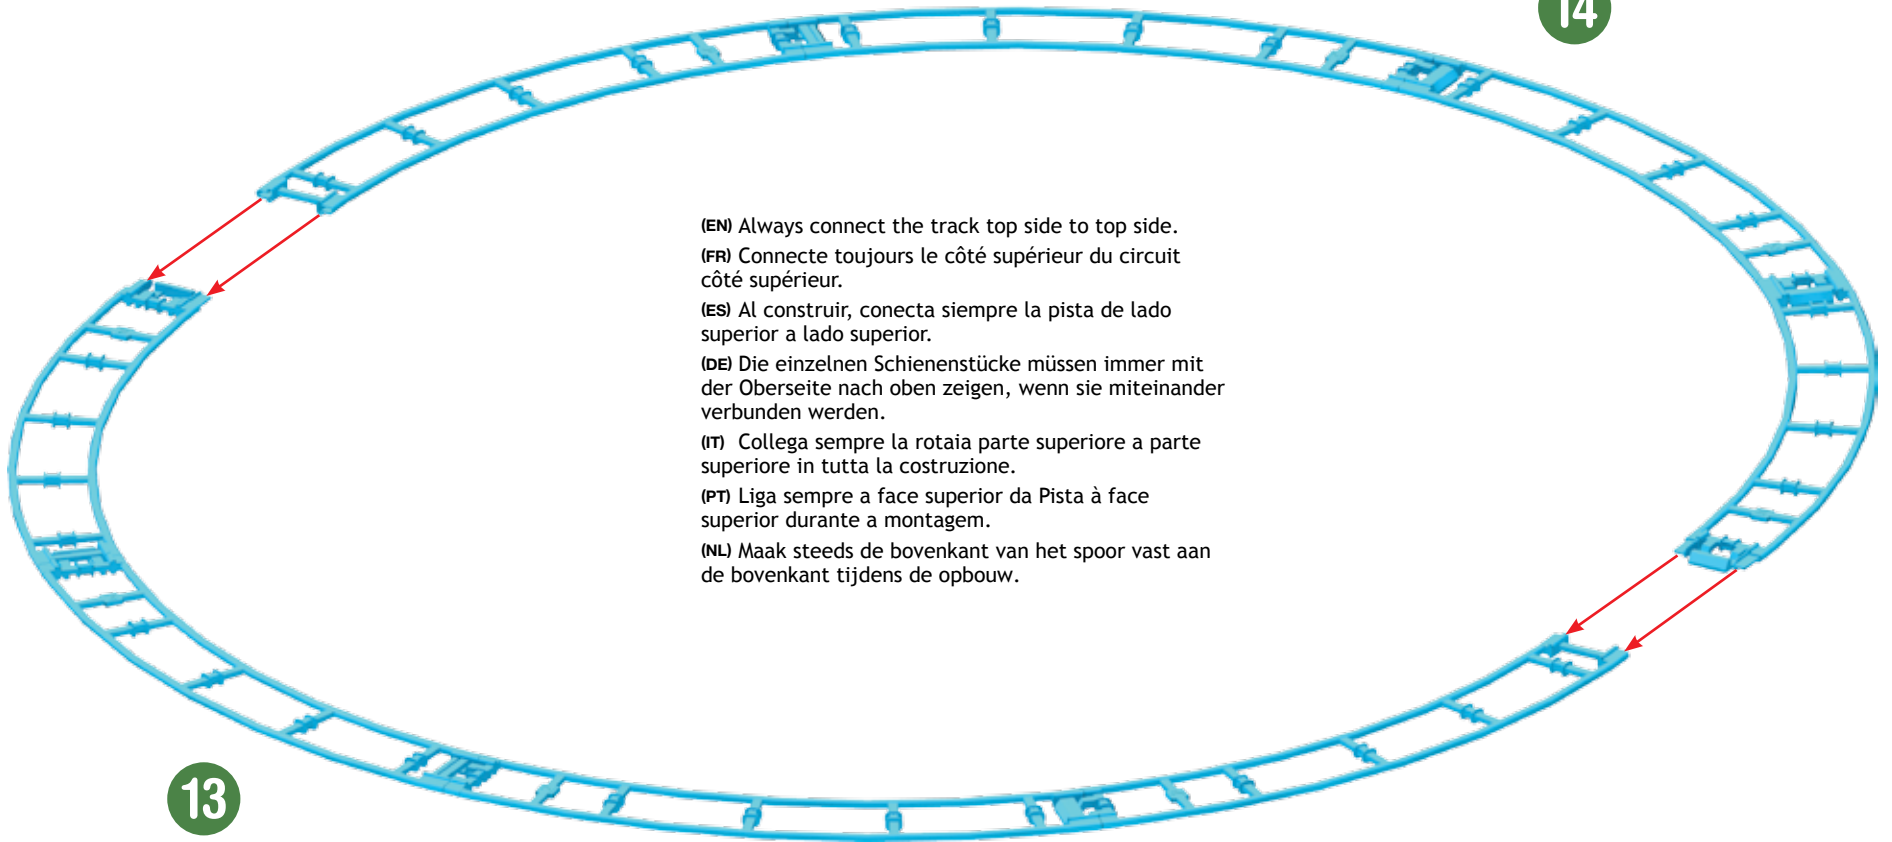 14
(EN) Always connect the track top side to top side.
(FR) Connecte toujours le côté supérieur du circuit
côté supérieur.
(ES) Al construir, conecta siempre la pista de lado
superior a lado superior.
(DE) Die einzelnen Schienenstücke müssen immer mit
der Oberseite nach oben zeigen, wenn sie miteinander
verbunden werden.
(IT) Collega sempre la rotaia parte superiore a parte
superiore in tutta la costruzione.
(PT) Liga sempre a face superior da Pista à face
superior durante a montagem.
(NL) Maak steeds de bovenkant van het spoor vast aan
de bovenkant tijdens de opbouw.
13